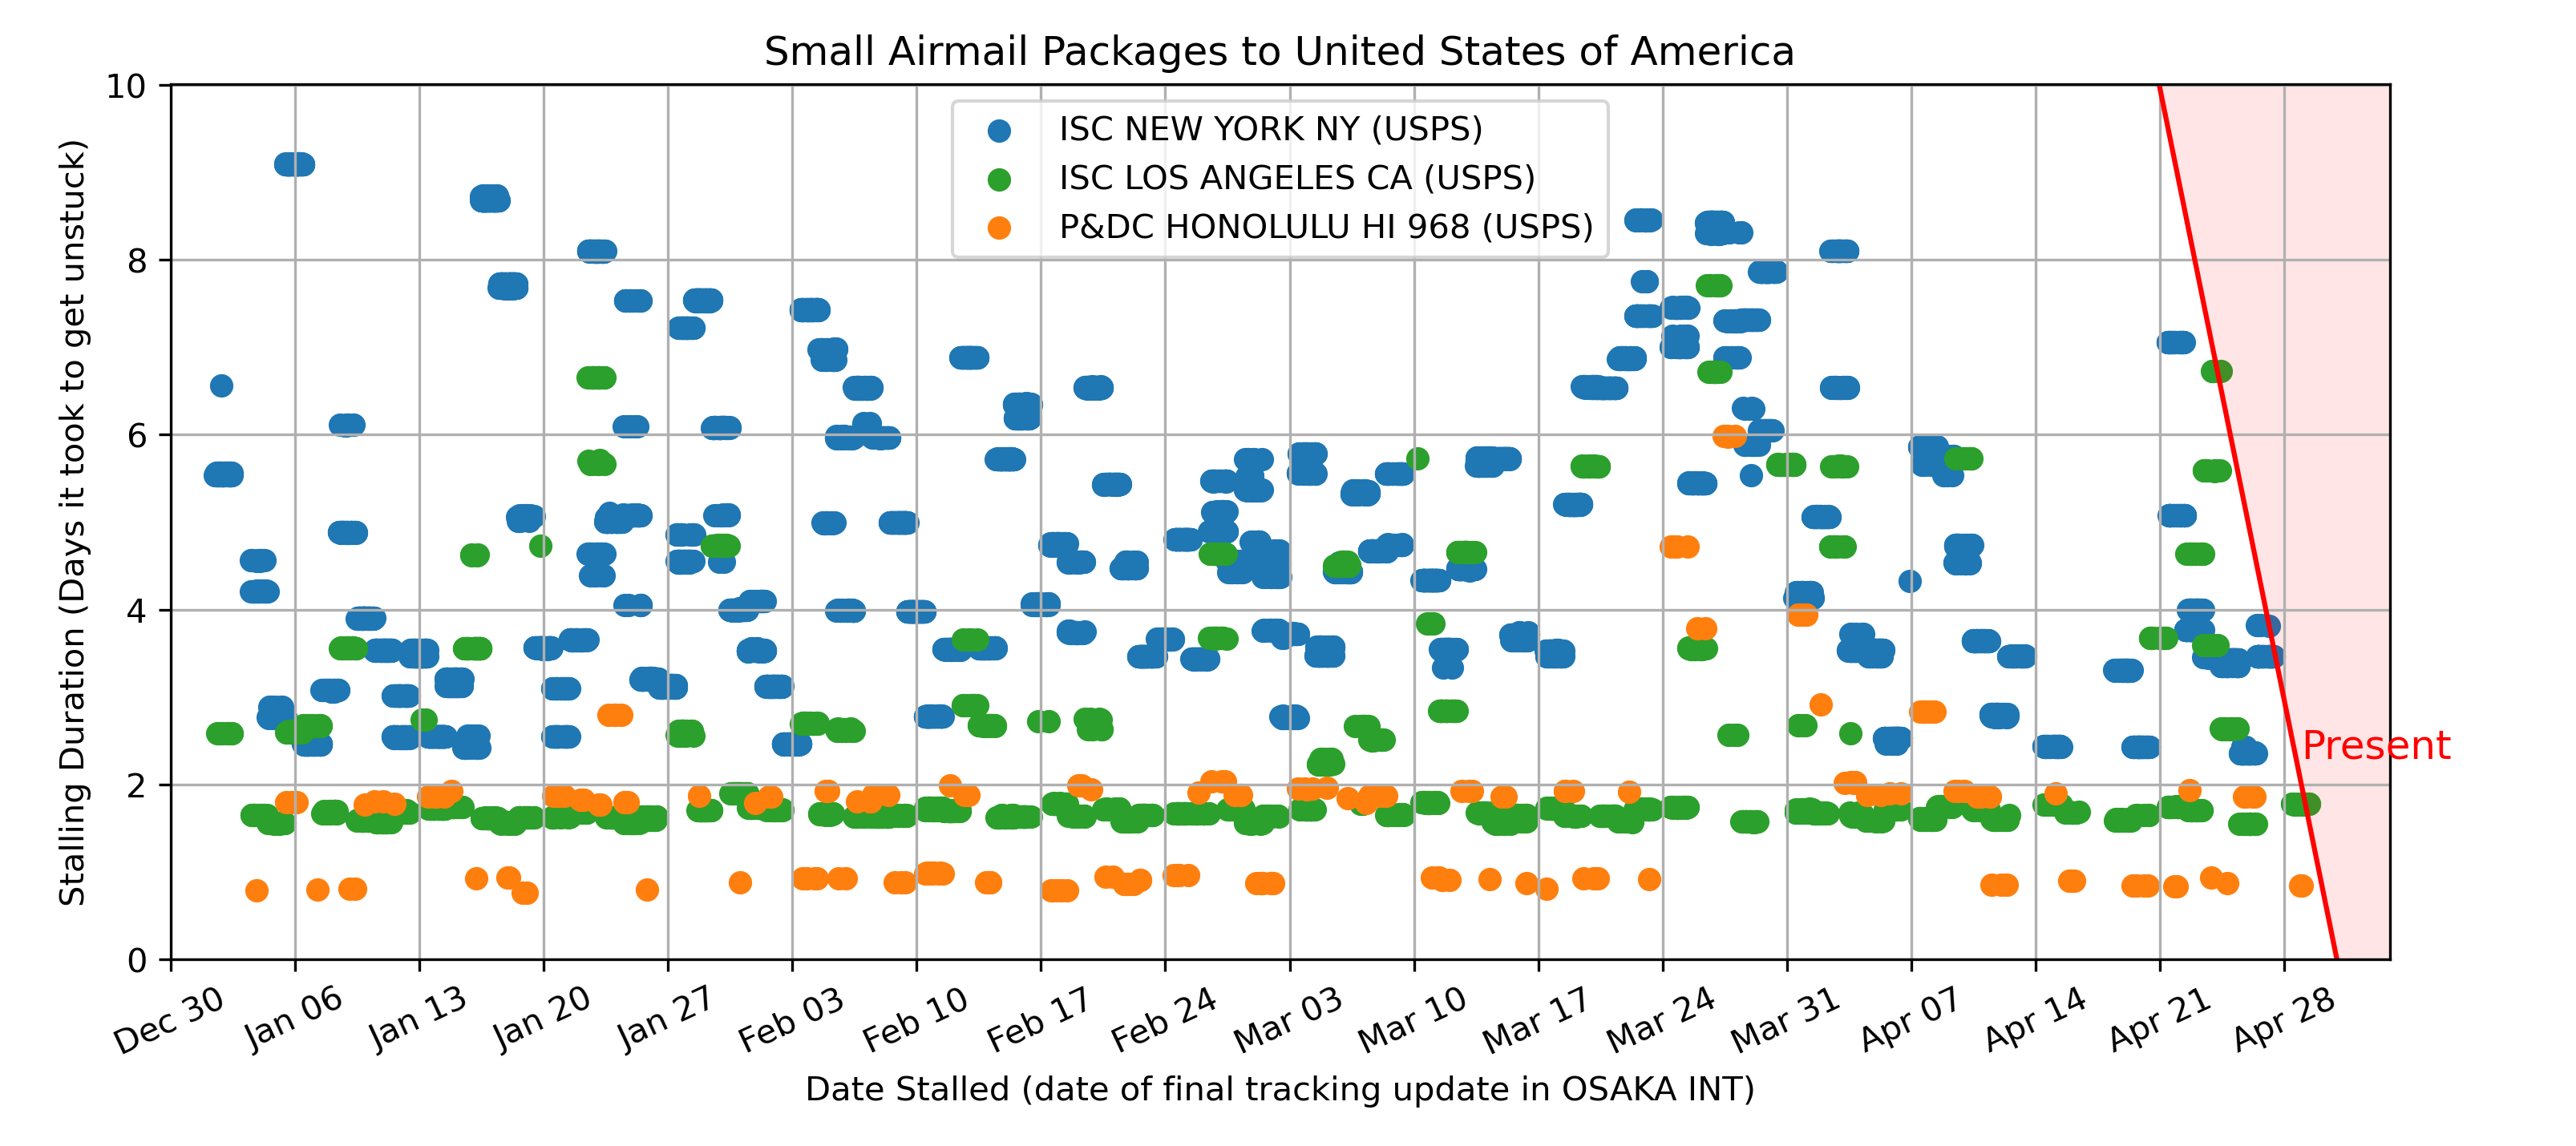 Small Airmail Packages to United States of America
ISC NEW YORK NY (USPS)
ISC LOS ANGELES CA (USPS)
P&DC HONOLULU HI 968 (USPS)
Stalling Duration (Days it took to get unstuck)
10
8
6
4
2
0
Present
Dec 30
Jan 06
Jan 13
Jan 20
Jan 27
Feb 03
Feb 10
Feb 17
Feb 24
Mar 03
Mar 10
Mar 17
Mar 24
Mar 31
Apr 07
Apr 14
Apr 21
Apr 28
Date Stalled (date of final tracking update in OSAKA INT)